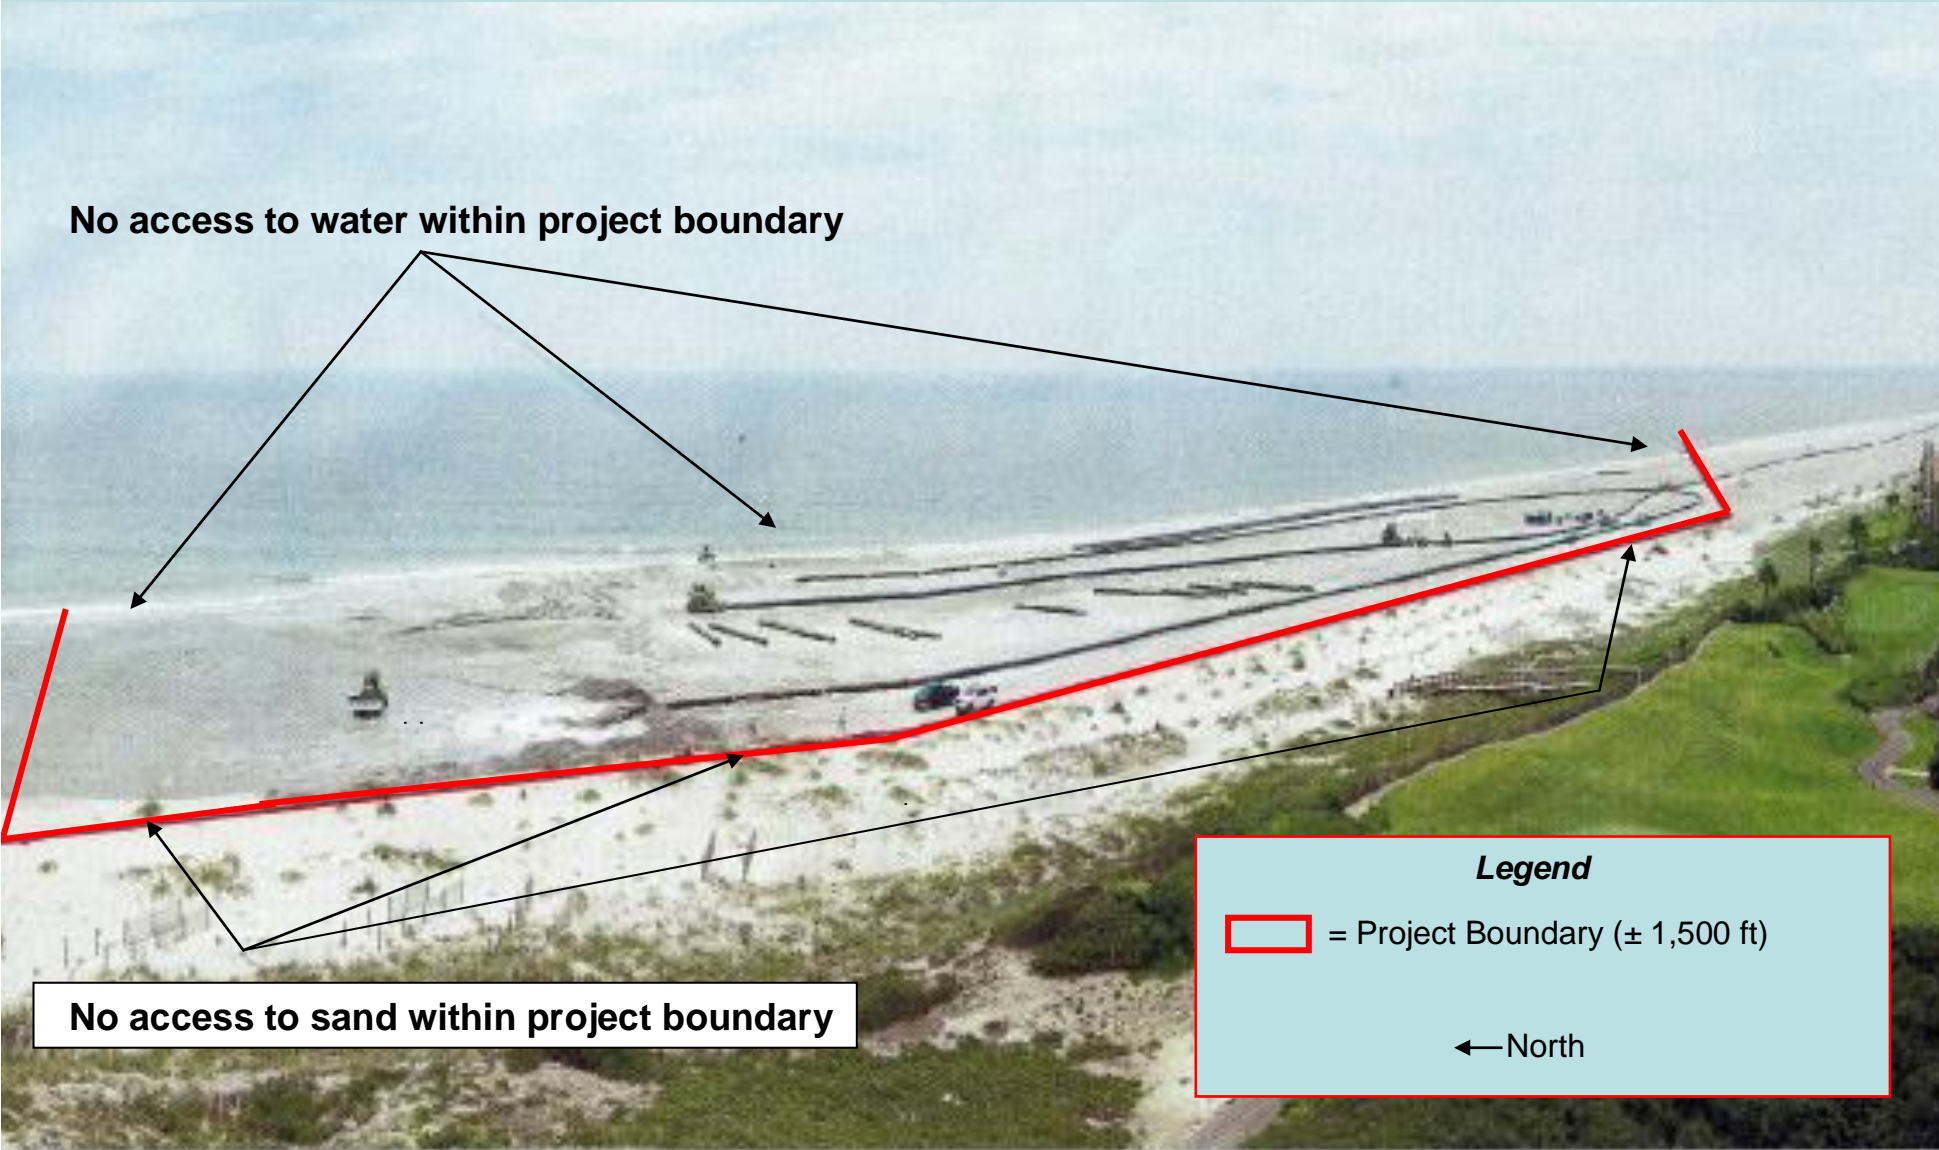 No access to water within project boundary
Legend
= Project Boundary (± 1,500 ft)
North
No access to sand within project boundary